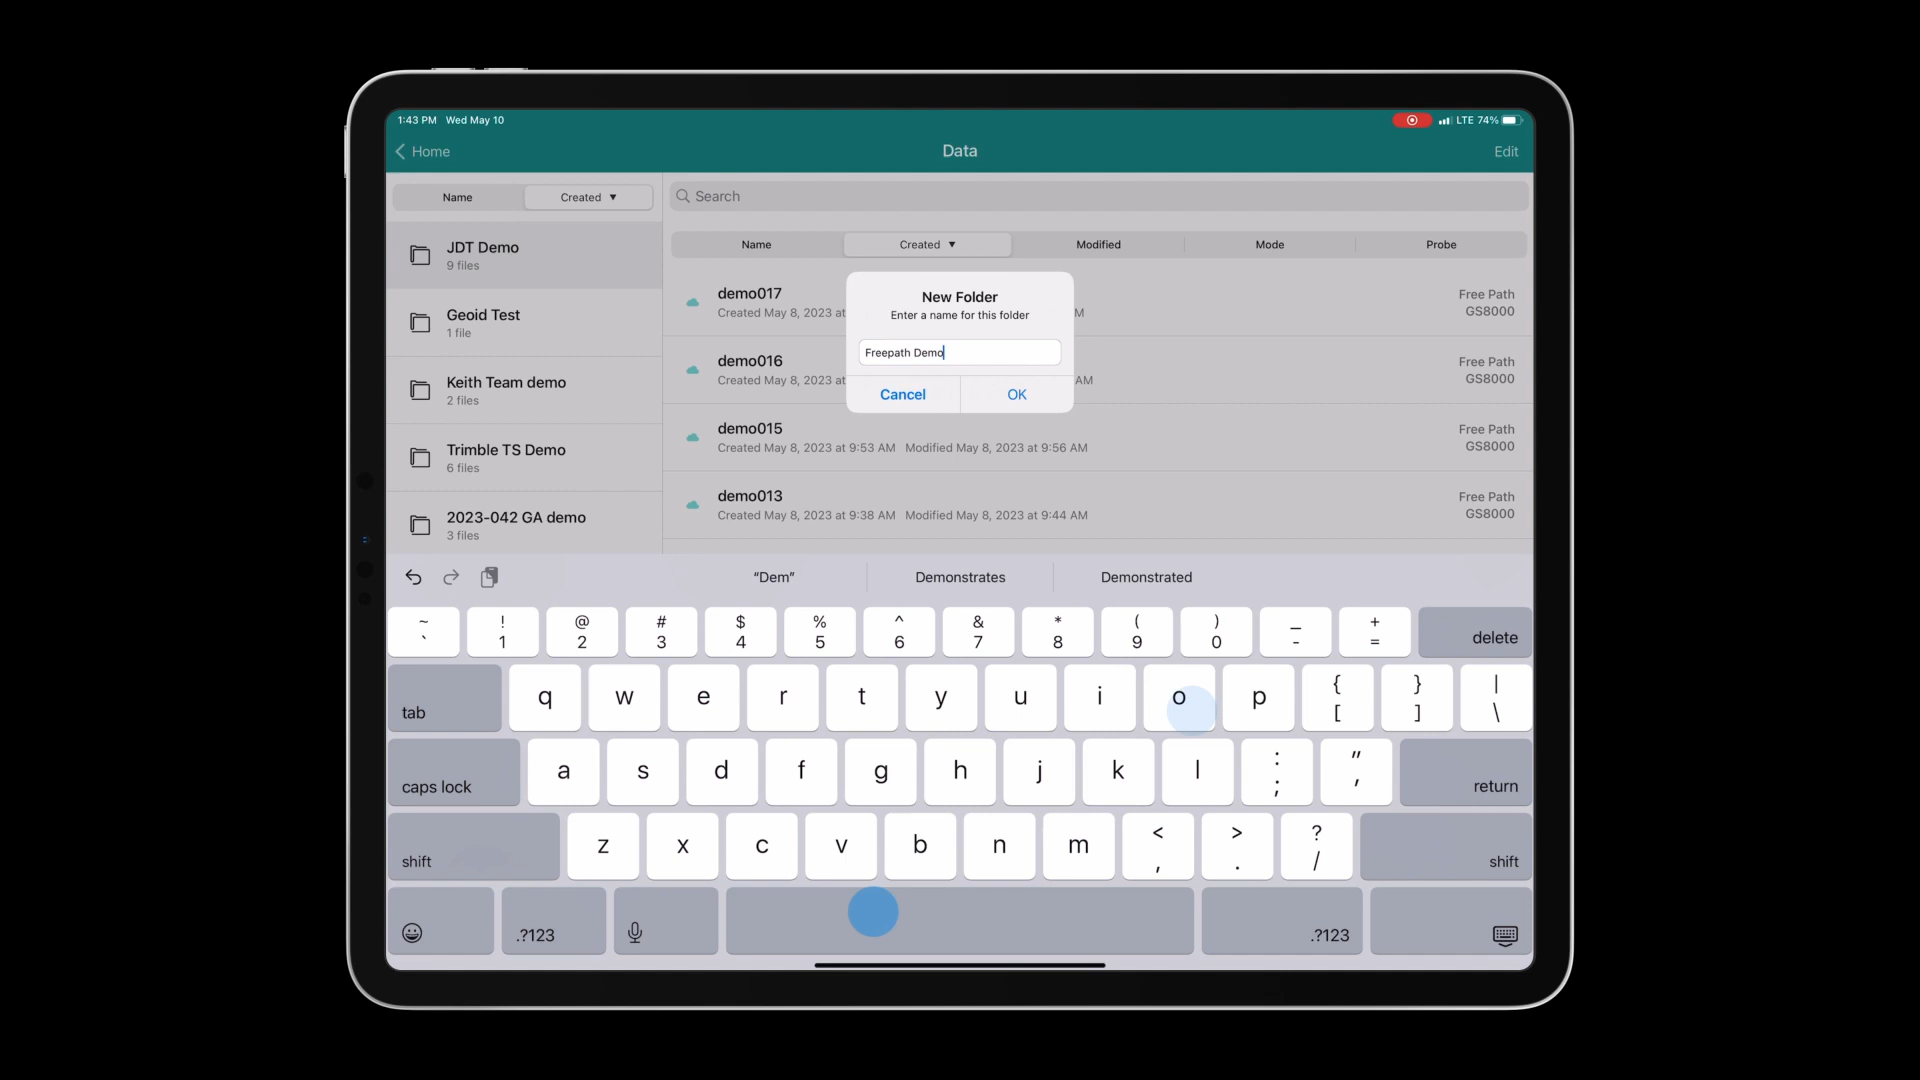 1:43 PM Wed May 10
LTE 74%
Home
Data
Edit
Name
Created ▼
Search
JDT Demo
9 files
Geoid Test
1 file
Keith Team demo
2 files
Trimble TS Demo
6 files
2023-042 GA demo
3 files
Name
Created ▼
Modified
Mode
Probe
demo017
Created May 8, 2023 at
M
Free Path
GS8000
demo016
Created May 8, 2023 at
AM
Free Path
GS8000
demo015
Created May 8, 2023 at 9:53 AM Modified May 8, 2023 at 9:56 AM
Free Path
GS8000
demo013
Created May 8, 2023 at 9:38 AM Modified May 8, 2023 at 9:44 AM
Free Path
GS8000
New Folder
Enter a name for this folder
Freepath Demo
Cancel
OK
“Dem”
Demonstrates
Demonstrated
~ ! @ # $ % ^ & * ( ) _ +
` 1 2 3 4 5 6 7 8 9 0 - = delete
tab q w e r t y u i o p { [ } ] | \
caps lock a s d f g h j k l : ; " ' return
shift z x c v b n m < , > . ? / shift
.?123 .?123